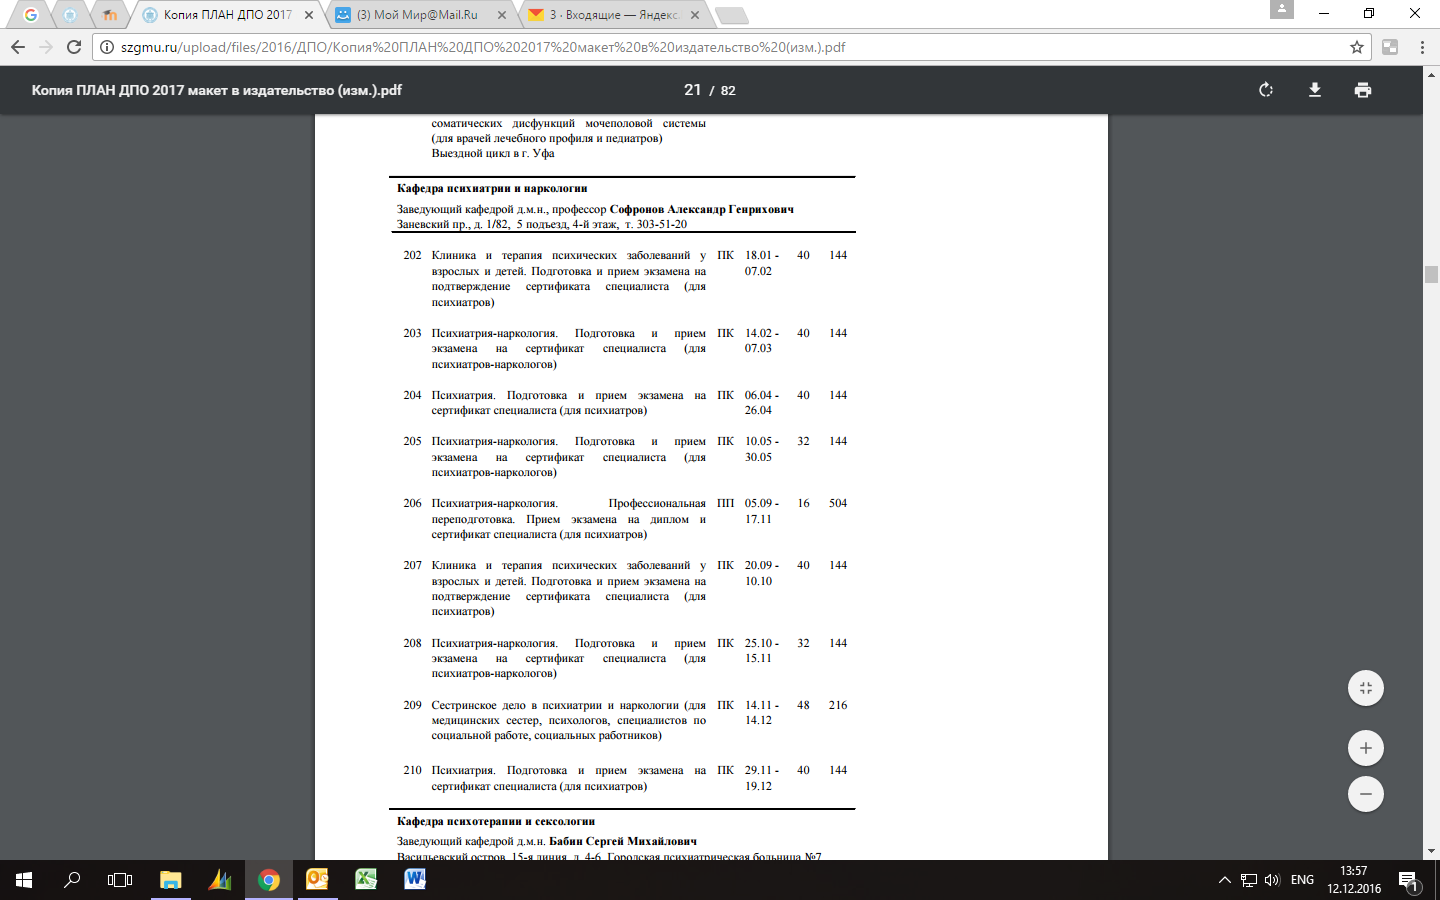 Копия ПЛАН ДПО 2017
(3) Мой Мир@Mail.Ru
3 · Входящие — Яндекс.
szgmu.ru/upload/files/2016/ДПО/Копия%20ПЛАН%20ДПО%202017%20макет%20в%20издательство%20(изм.).pdf
Копия ПЛАН ДПО 2017 макет в издательство (изм.).pdf
21 / 82
соматических дисфункций мочеполовой системы
(для врачей лечебного профиля и педиатров)
Выездной цикл в г. Уфа
Кафедра психиатрии и наркологии
Заведующий кафедрой д.м.н., профессор Софронов Александр Генрихович
Заневский пр., д. 1/82, 5 подъезд, 4-й этаж, т. 303-51-20
202 Клиника и терапия психических заболеваний у ПК 18.01 - 40 144
взрослых и детей. Подготовка и прием экзамена на 07.02
подтверждение сертификата специалиста (для
психиатров)
203 Психиатрия-наркология. Подготовка и прием ПК 14.02 - 40 144
экзамена на сертификат специалиста (для 07.03
психиатров-наркологов)
204 Психиатрия. Подготовка и прием экзамена на ПК 06.04 - 40 144
сертификат специалиста (для психиатров) 26.04
205 Психиатрия-наркология. Подготовка и прием ПК 10.05 - 32 144
экзамена на сертификат специалиста (для 30.05
психиатров-наркологов)
206 Психиатрия-наркология. Профессиональная ПП 05.09 - 16 504
переподготовка. Прием экзамена на диплом и 17.11
сертификат специалиста (для психиатров)
207 Клиника и терапия психических заболеваний у ПК 20.09 - 40 144
взрослых и детей. Подготовка и прием экзамена на 10.10
подтверждение сертификата специалиста (для
психиатров)
208 Психиатрия-наркология. Подготовка и прием ПК 25.10 - 32 144
экзамена на сертификат специалиста (для 15.11
психиатров-наркологов)
209 Сестринское дело в психиатрии и наркологии (для ПК 14.11 - 48 216
медицинских сестер, психологов, специалистов по 14.12
социальной работе, социальных работников)
210 Психиатрия. Подготовка и прием экзамена на ПК 29.11 - 40 144
сертификат специалиста (для психиатров) 19.12
Кафедра психотерапии и сексологии
Заведующий кафедрой д.м.н. Бабин Сергей Михайлович
Васильевский остров, 15-я линия, д. 4-6, Городская психиатрическая больница №7
ENG
13:57
12.12.2016
1